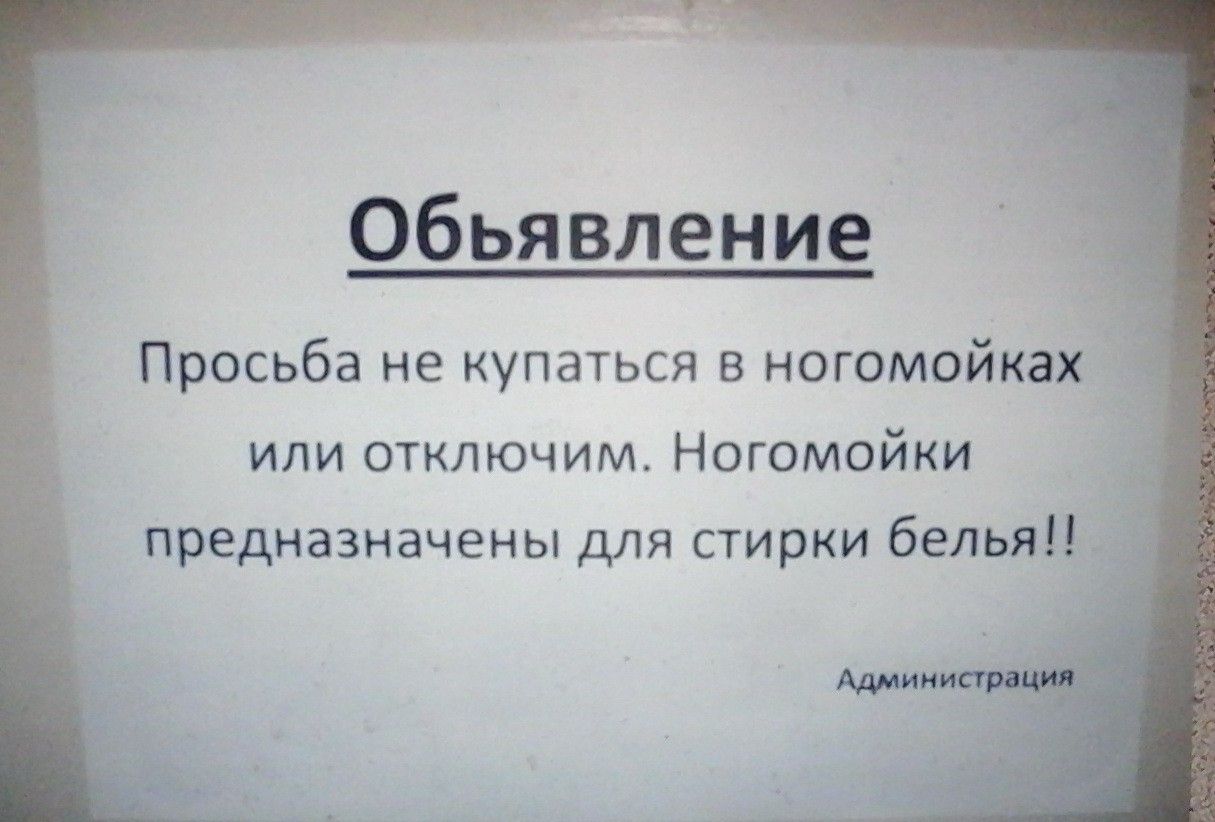 Обьявление
Просьба не купаться в ногомойках
или отключим. Ногомойки
предназначены для стирки белья!!
Администрация